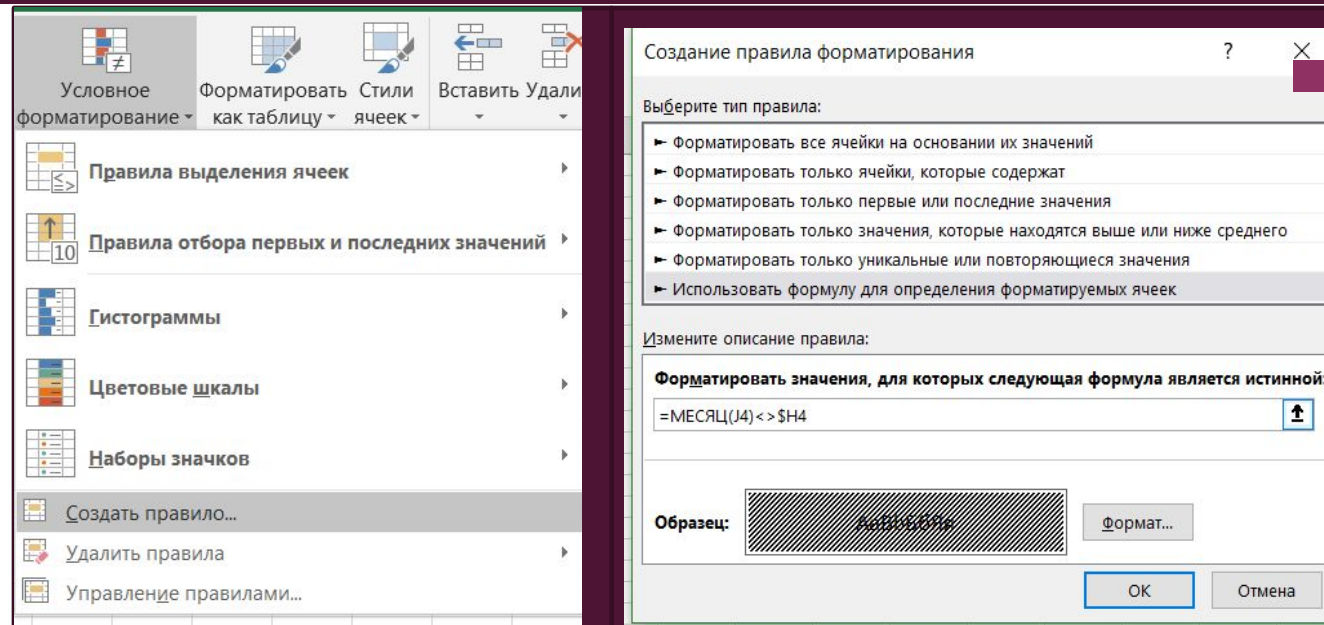 Условное
форматирование
Форматировать
как таблицу
Стили
ячеек
Вставить
Удали
Правила выделения ячеек
10
Правила отбора первых и последних значений
Гистограммы
Цветовые шкалы
Наборы значков
Создать правило...
Удалить правила
Управление правилами...
Создание правила форматирования
?
Выберите тип правила:
► Форматировать все ячейки на основании их значений
► Форматировать только ячейки, которые содержат
► Форматировать только первые или последние значения
► Форматировать только значения, которые находятся выше или ниже среднего
► Форматировать только уникальные или повторяющиеся значения
► Использовать формулу для определения форматируемых ячеек
Измените описание правила:
Форматировать значения, для которых следующая формула является истинной:
=МЕСЯЦ(J4)<>$H4
Образец:
АаВbБбЯя
Формат...
ОК
Отмена